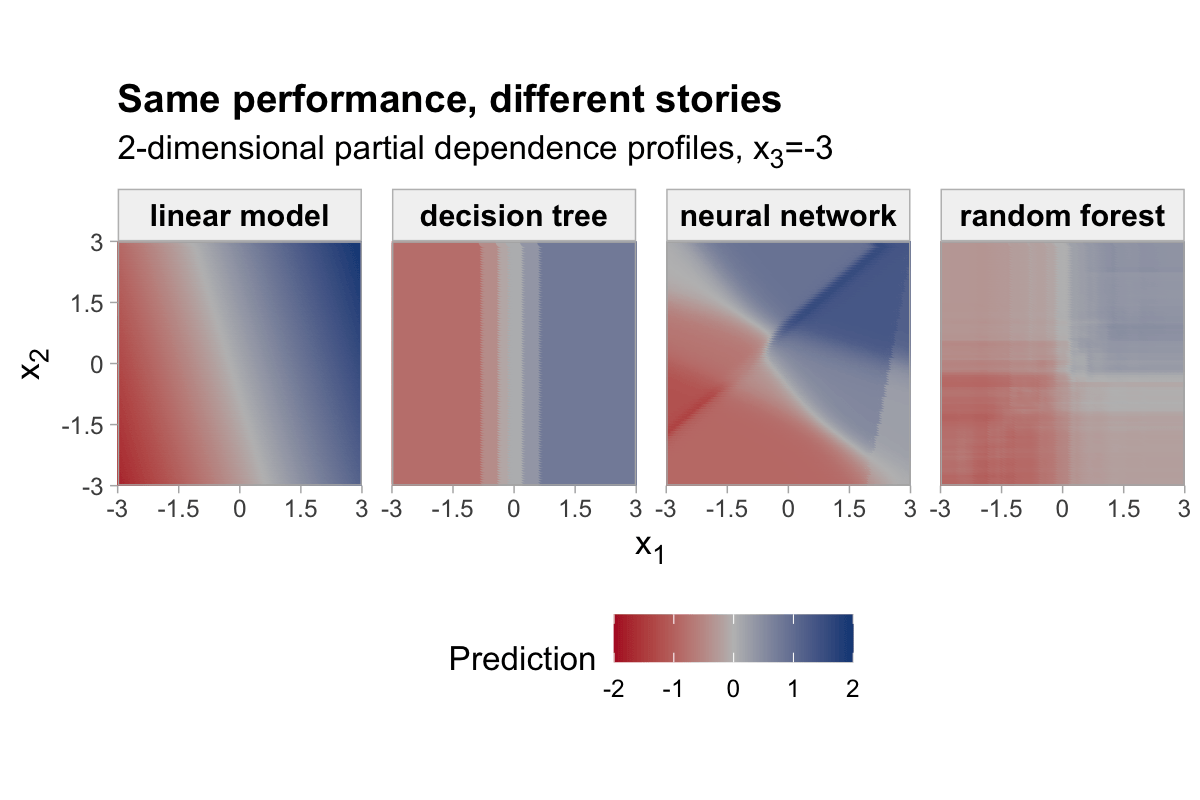 Same performance, different stories
2-dimensional partial dependence profiles, x₃=-3
linear model decision tree neural network random forest
3
1.5
0
-1.5
-3
x₂
-3 -1.5 0 1.5 3 -3 -1.5 0 1.5 3 -3 -1.5 0 1.5 3 -3 -1.5 0 1.5 3
x₁
Prediction
-2 -1 0 1 2